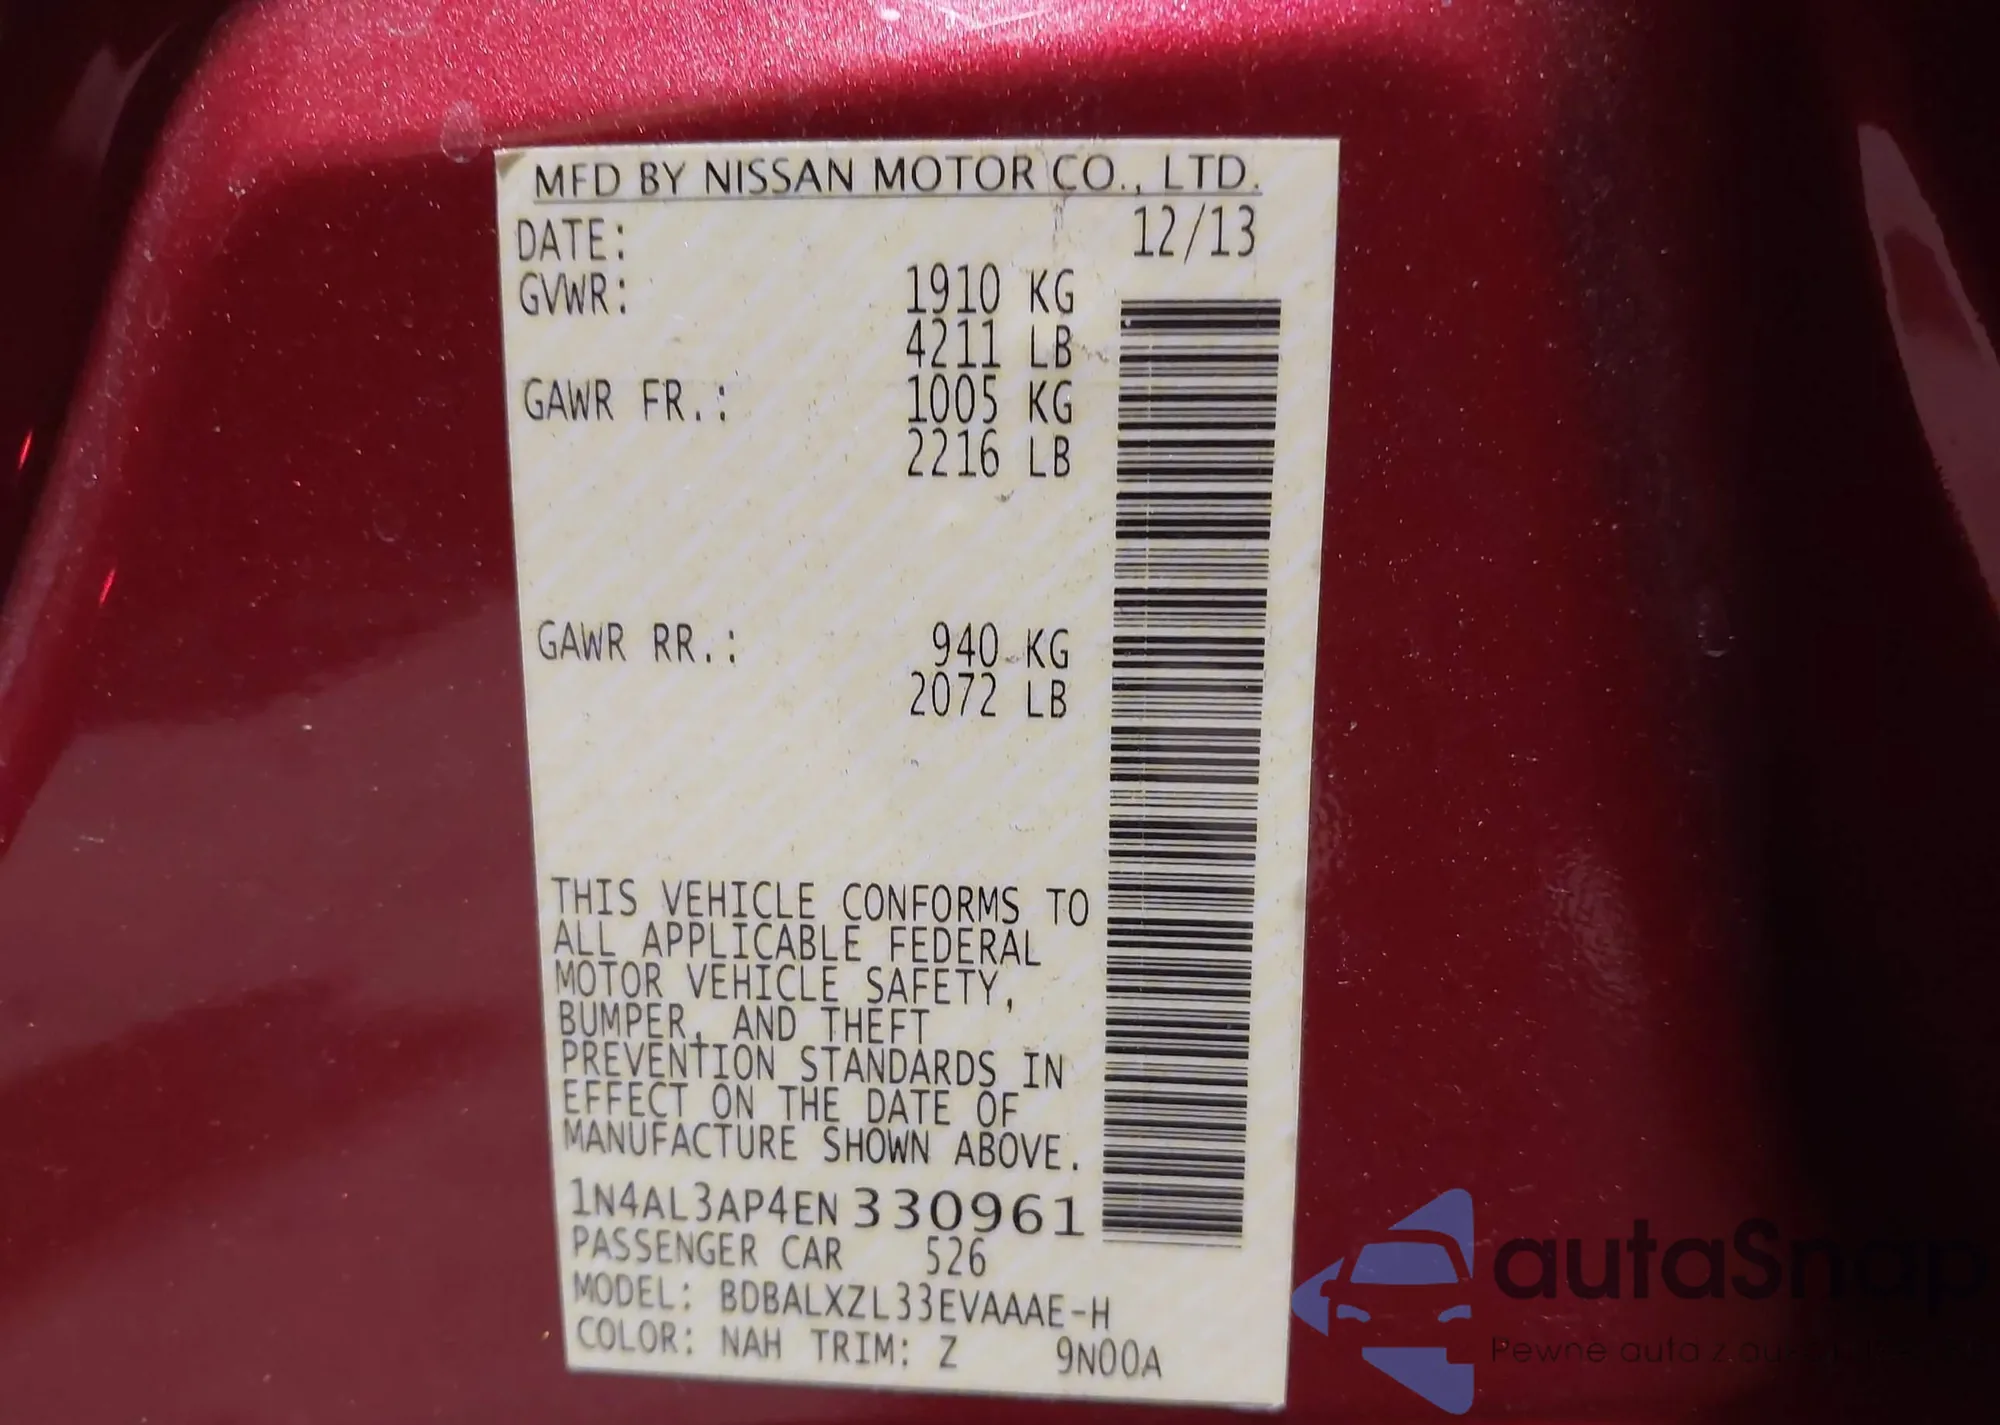 MFD BY NISSAN MOTOR CO., LTD.
DATE: 12/13
GVWR: 1910 KG
4211 LB
GAWR FR.: 1005 KG
2216 LB
GAWR RR.: 940 KG
2072 LB
THIS VEHICLE CONFORMS TO
ALL APPLICABLE FEDERAL
MOTOR VEHICLE SAFETY,
BUMPER, AND THEFT
PREVENTION STANDARDS IN
EFFECT ON THE DATE OF
MANUFACTURE SHOWN ABOVE.
1N4AL3AP4EN330961
PASSENGER CAR 526
MODEL: BDBALXZL33EVAAAE-H
COLOR: NAH TRIM: Z 9N00A
autaSnap
Pewne auta z